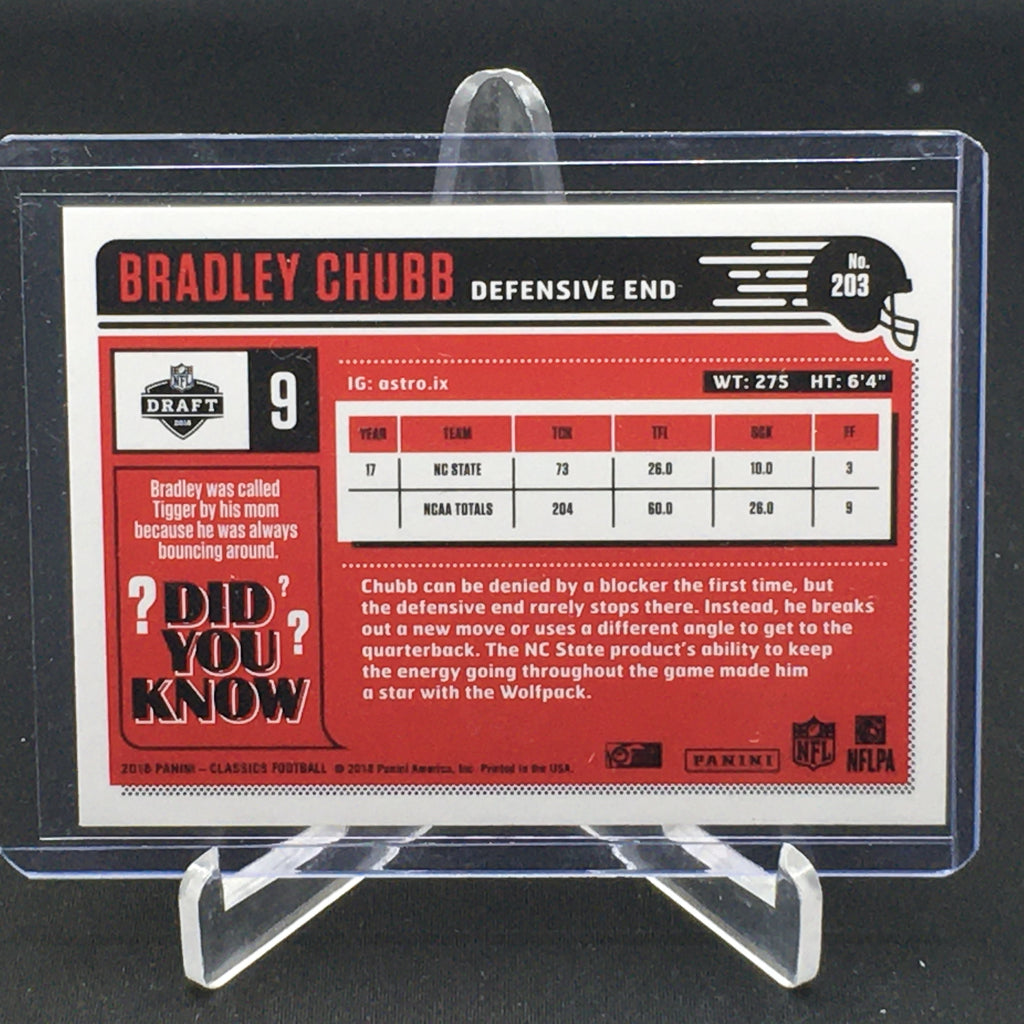 BRADLEY CHUBB DEFENSIVE END
No.
203
NFL
DRAFT
2018
9
IG: astro.ix WT: 275 HT: 6'4"
YEAR TEAM TCK TFL SCK FF
17 NC STATE 73 26.0 10.0 3
NCAA TOTALS 204 60.0 26.0 9
Bradley was called
Tigger by his mom
because he was always
bouncing around.
? DID ?
YOU ?
KNOW
Chubb can be denied by a blocker the first time, but
the defensive end rarely stops there. Instead, he breaks
out a new move or uses a different angle to get to the
quarterback. The NC State product's ability to keep
the energy going throughout the game made him
a star with the Wolfpack.
2018 PANINI – CLASSICS FOOTBALL © 2018 Panini America, Inc. Printed in the USA.
PANINI
NFL
NFLPA